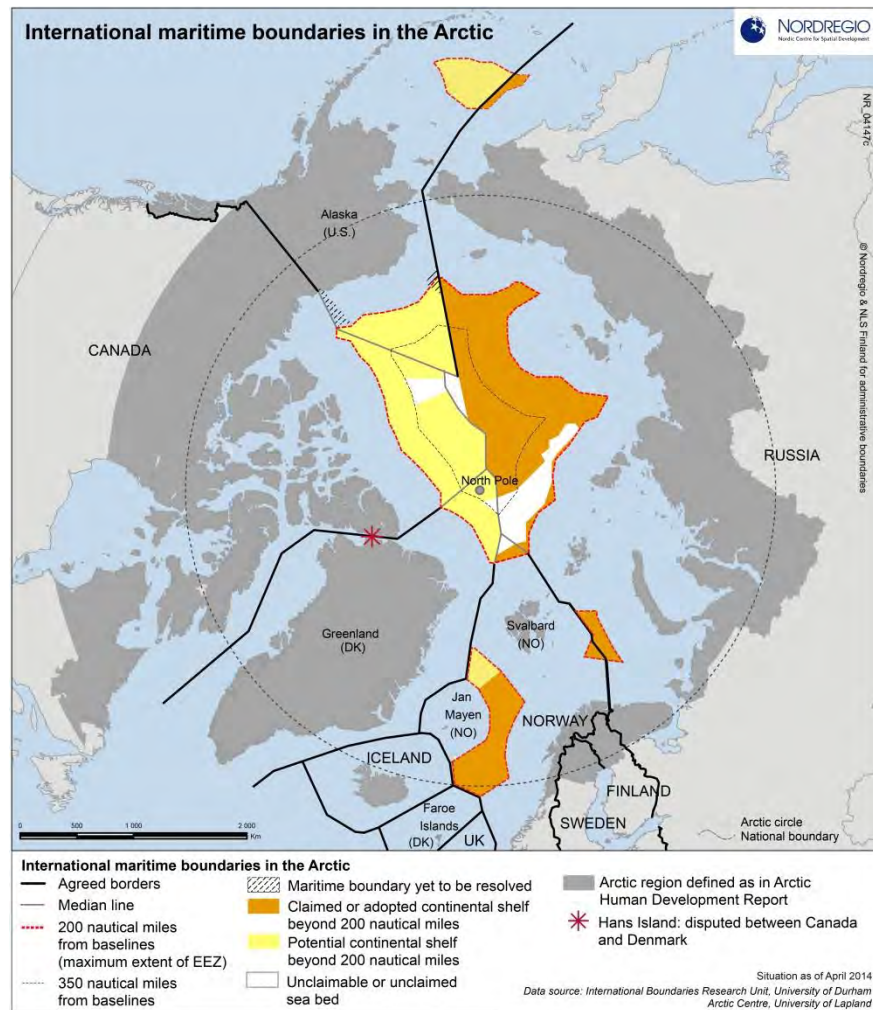 International maritime boundaries in the Arctic
NORDREGIO
Nordic Centre for Spatial Development
NR_04147c
© Nordregio & NLS Finland for administrative boundaries
Alaska
(U.S.)
CANADA
RUSSIA
North Pole
Greenland
(DK)
Svalbard
(NO)
Jan
Mayen
(NO)
NORWAY
ICELAND
FINLAND
Faroe
Islands
(DK)
SWEDEN
UK
0 500 1 000 2 000
Km
Arctic circle
National boundary
International maritime boundaries in the Arctic
Agreed borders
Median line
200 nautical miles
from baselines
(maximum extent of EEZ)
350 nautical miles
from baselines
Maritime boundary yet to be resolved
Claimed or adopted continental shelf
beyond 200 nautical miles
Potential continental shelf
beyond 200 nautical miles
Unclaimable or unclaimed
sea bed
Arctic region defined as in Arctic
Human Development Report
Hans Island: disputed between Canada
and Denmark
Situation as of April 2014
Data source: International Boundaries Research Unit, University of Durham
Arctic Centre, University of Lapland